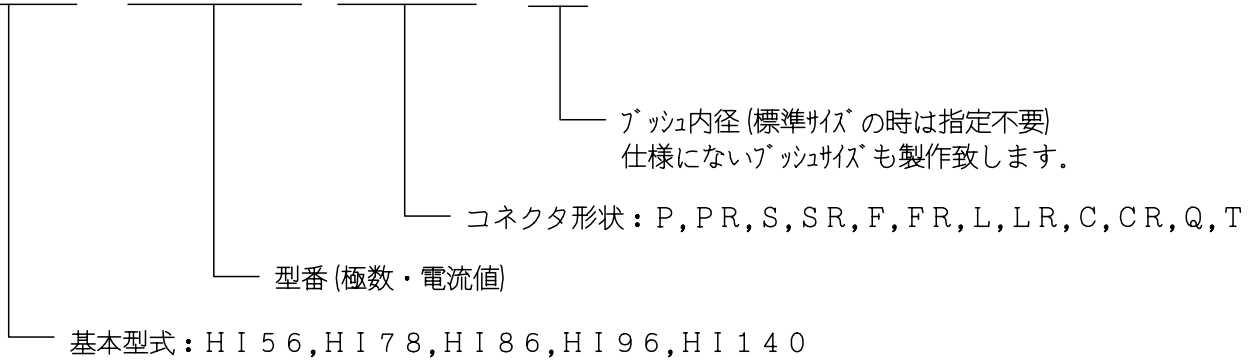 ﾌﾞｯｼｭ内径(標準ｻｲｽﾞの時は指定不要)
仕様にないﾌﾞｯｼｭｻｲｽﾞも製作致します．
コネクタ形状：Ｐ,ＰＲ,Ｓ,ＳＲ,Ｆ,ＦＲ,Ｌ,ＬＲ,Ｃ,ＣＲ,Ｑ,Ｔ
型番(極数・電流値)
基本型式：ＨＩ５６,ＨＩ７８,ＨＩ８６,ＨＩ９６,ＨＩ１４０